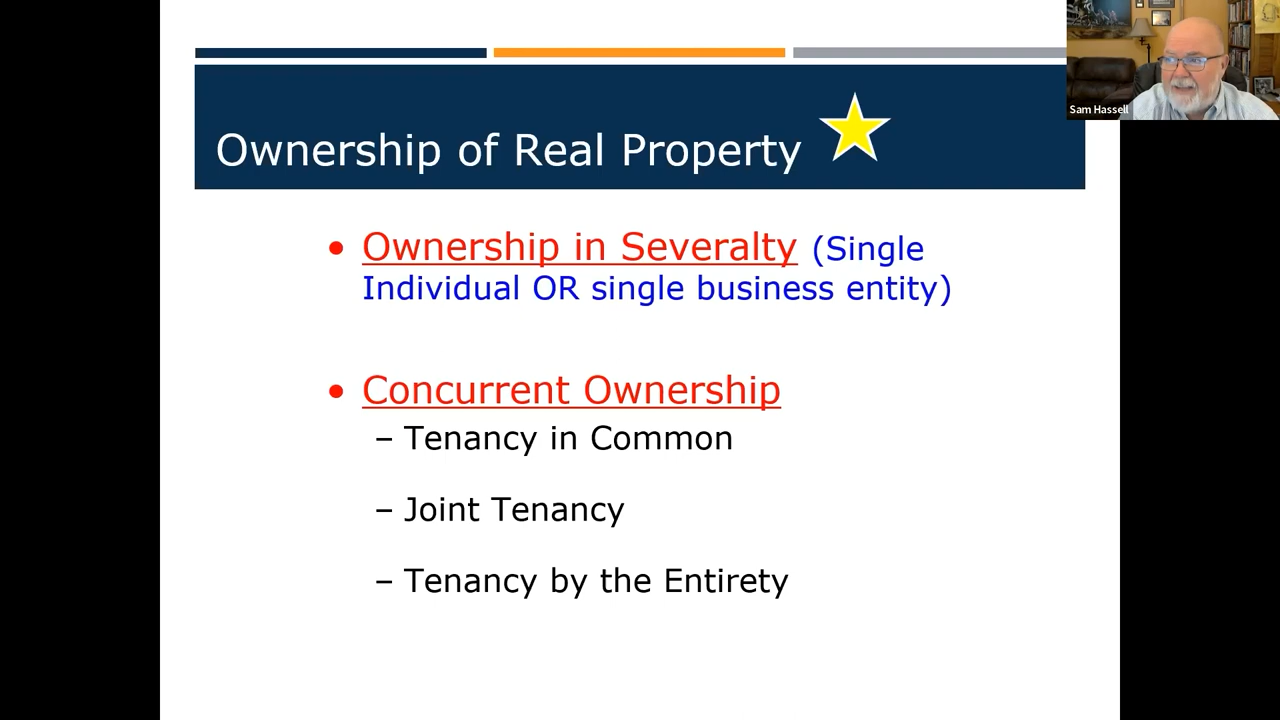 Sam Hassell
Ownership of Real Property
• Ownership in Severalty (Single
Individual OR single business entity)
• Concurrent Ownership
– Tenancy in Common
– Joint Tenancy
– Tenancy by the Entirety